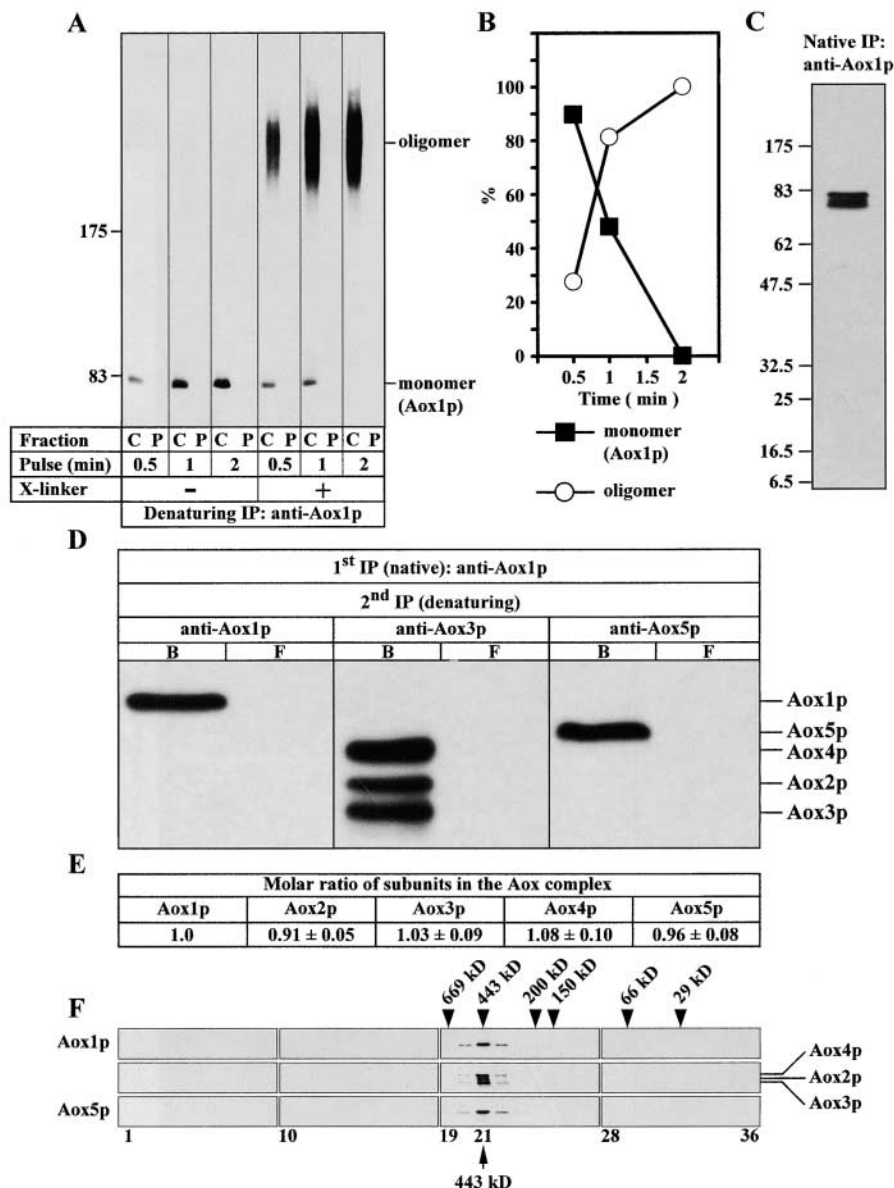 A
oligomer
175
83
monomer
(Aox1p)
Fraction C P C P C P C P C P C P
Pulse (min) 0.5 1 2 0.5 1 2
X-linker − +
Denaturing IP: anti-Aox1p
B
100
80
60
%
40
20
0
0.5 1 1.5 2
Time ( min )
monomer
(Aox1p)
oligomer
C
Native IP:
anti-Aox1p
175
83
62
47.5
32.5
25
16.5
6.5
D
1st IP (native): anti-Aox1p
2nd IP (denaturing)
anti-Aox1p anti-Aox3p anti-Aox5p
B F B F B F
Aox1p
Aox5p
Aox4p
Aox2p
Aox3p
E
Molar ratio of subunits in the Aox complex
Aox1p Aox2p Aox3p Aox4p Aox5p
1.0 0.91 ± 0.05 1.03 ± 0.09 1.08 ± 0.10 0.96 ± 0.08
F
669 kD 443 kD 200 kD 150 kD 66 kD 29 kD
Aox1p
Aox4p
Aox2p
Aox3p
Aox5p
1 10 19 21 28 36
443 kD